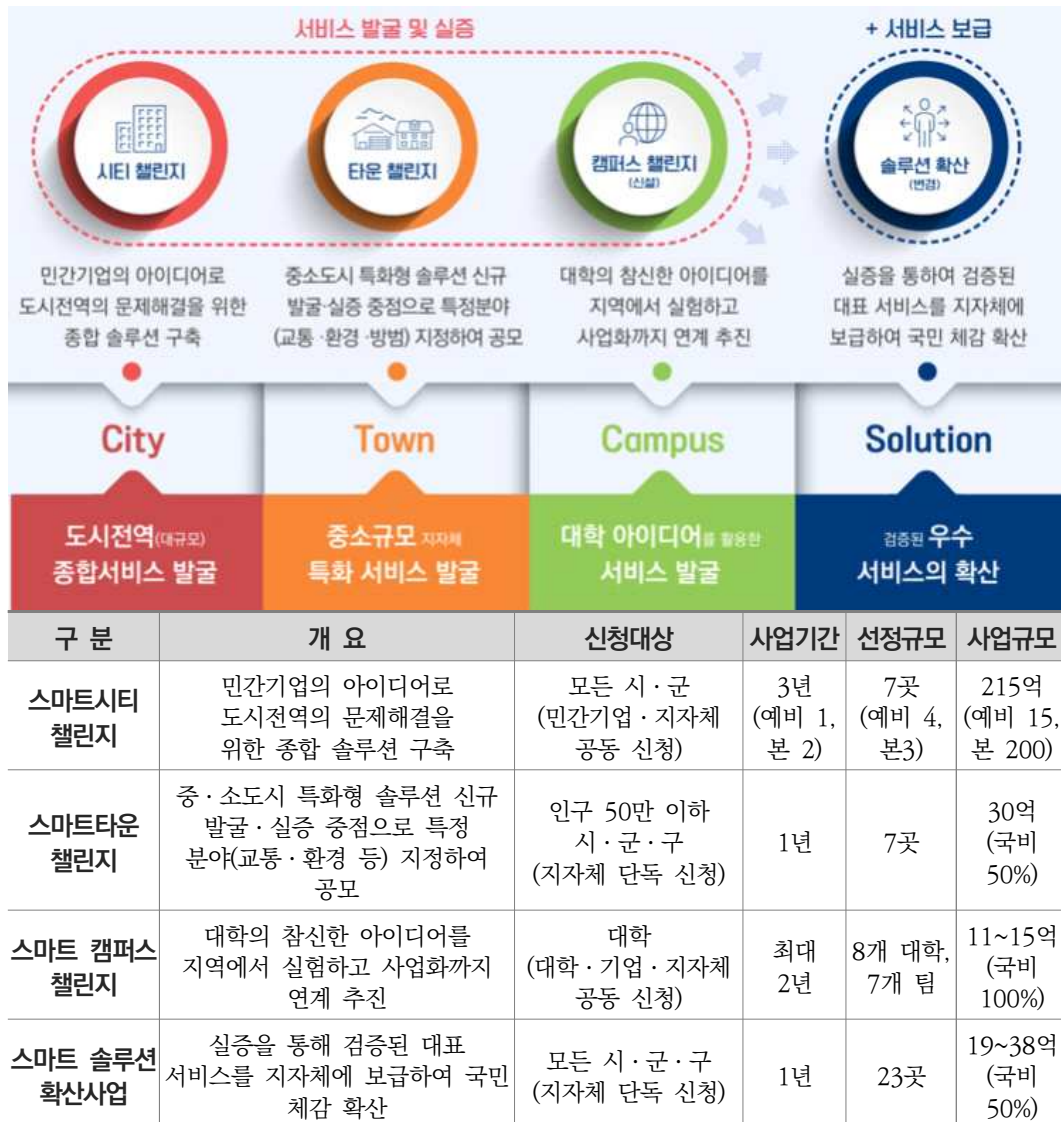 서비스 발굴 및 실증
+ 서비스 보급
시티 챌린지
타운 챌린지
캠퍼스 챌린지
(신설)
솔루션 확산
(변경)
민간기업의 아이디어로
도시전역의 문제해결을 위한
종합 솔루션 구축
중소도시 특화형 솔루션 신규
발굴·실증 중점으로 특정분야
(교통·환경·방범) 지정하여 공모
대학의 참신한 아이디어를
지역에서 실험하고
사업화까지 연계 추진
실증을 통하여 검증된
대표 서비스를 지자체에
보급하여 국민 체감 확산
City
Town
Campus
Solution
도시전역(대규모)
종합서비스 발굴
중소규모 지자체
특화 서비스 발굴
대학 아이디어를 활용한
서비스 발굴
검증된 우수
서비스의 확산
구 분 개 요 신청대상 사업기간 선정규모 사업규모
스마트시티
챌린지
민간기업의 아이디어로
도시전역의 문제해결을
위한 종합 솔루션 구축
모든 시·군
(민간기업·지자체
공동 신청)
3년
(예비 1,
본 2)
7곳
(예비 4,
본3)
215억
(예비 15,
본 200)
스마트타운
챌린지
중·소도시 특화형 솔루션 신규
발굴·실증 중점으로 특정
분야(교통·환경 등) 지정하여
공모
인구 50만 이하
시·군·구
(지자체 단독 신청)
1년
7곳
30억
(국비
50%)
스마트 캠퍼스
챌린지
대학의 참신한 아이디어를
지역에서 실험하고 사업화까지
연계 추진
대학
(대학·기업·지자체
공동 신청)
최대
2년
8개 대학,
7개 팀
11~15억
(국비
100%)
스마트 솔루션
확산사업
실증을 통해 검증된 대표
서비스를 지자체에 보급하여 국민
체감 확산
모든 시·군·구
(지자체 단독 신청)
1년
23곳
19~38억
(국비
50%)